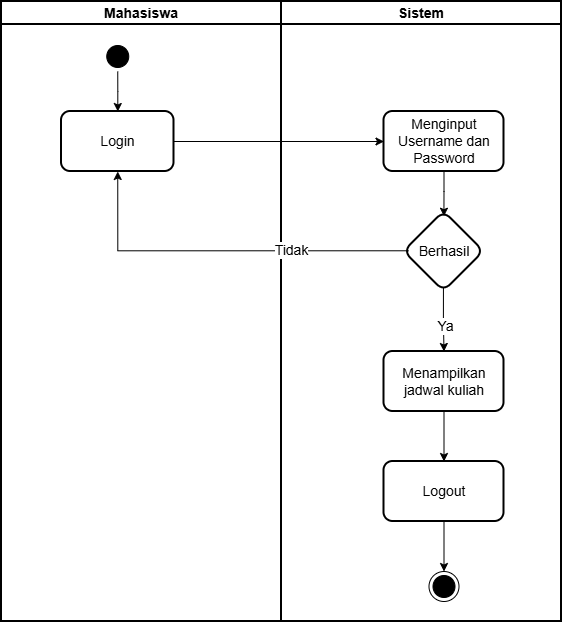 Mahasiswa
Sistem
Login
Menginput
Username dan
Password
Tidak
Berhasil
Ya
Menampilkan
jadwal kuliah
Logout